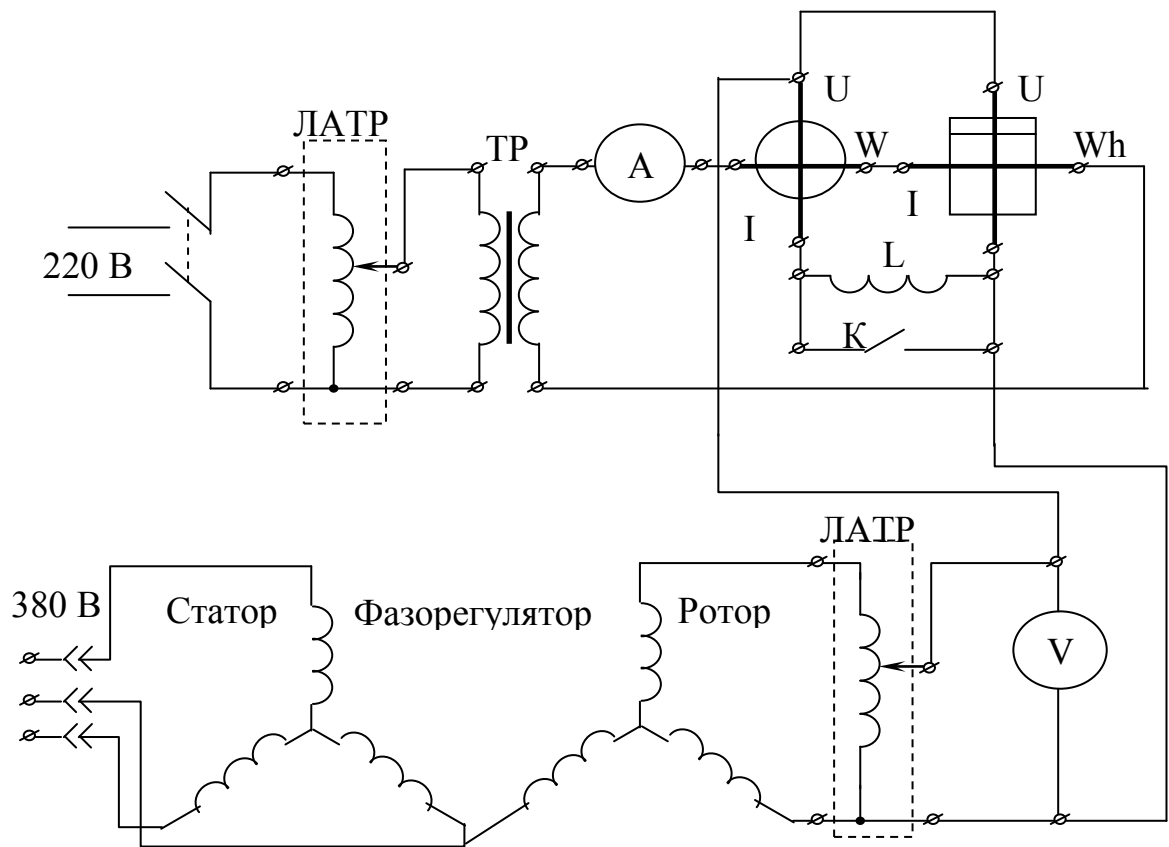 U
U
ЛАТР
ТР
A
W
Wh
I
I
220 В
L
К
ЛАТР
380 В
Статор
Фазорегулятор
Ротор
V